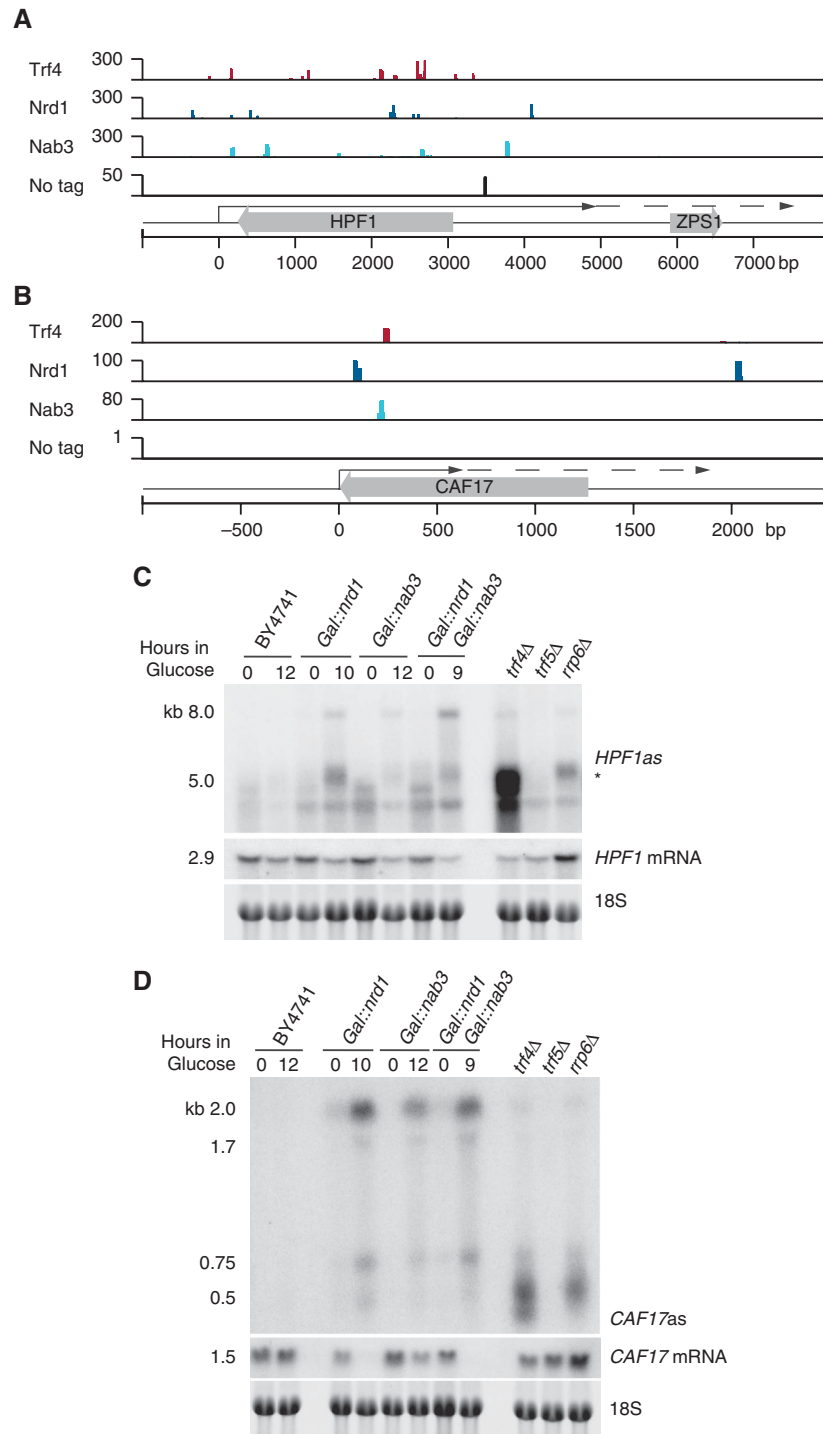 A
Trf4 300
Nrd1 300
Nab3 300
No tag 50
HPF1 ZPS1
0 1000 2000 3000 4000 5000 6000 7000 bp
B
Trf4 200
Nrd1 100
Nab3 80
No tag 1
CAF17
−500 0 500 1000 1500 2000 bp
C
BY4741 Gal::nrd1 Gal::nab3 Gal::nrd1 Gal::nab3 trf4Δ trf5Δ rrp6Δ
Hours in
Glucose 0 12 0 10 0 12 0 9
kb 8.0
HPF1as
5.0 *
2.9 HPF1 mRNA
18S
D
BY4741 Gal::nrd1 Gal::nab3 Gal::nrd1 Gal::nab3 trf4Δ trf5Δ rrp6Δ
Hours in
Glucose 0 12 0 10 0 12 0 9
kb 2.0
1.7
0.75
0.5
CAF17as
1.5 CAF17 mRNA
18S